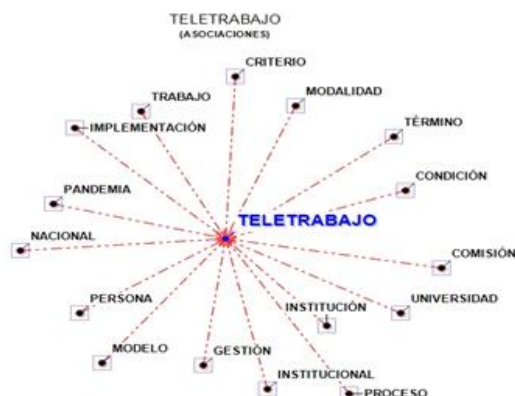 TELETRABAJO
(ASOCIACIONES)
CRITERIO
TRABAJO
MODALIDAD
IMPLEMENTACIÓN
TÉRMINO
PANDEMIA
CONDICIÓN
TELETRABAJO
NACIONAL
COMISIÓN
PERSONA
INSTITUCIÓN
UNIVERSIDAD
MODELO
GESTIÓN
INSTITUCIONAL
PROCESO